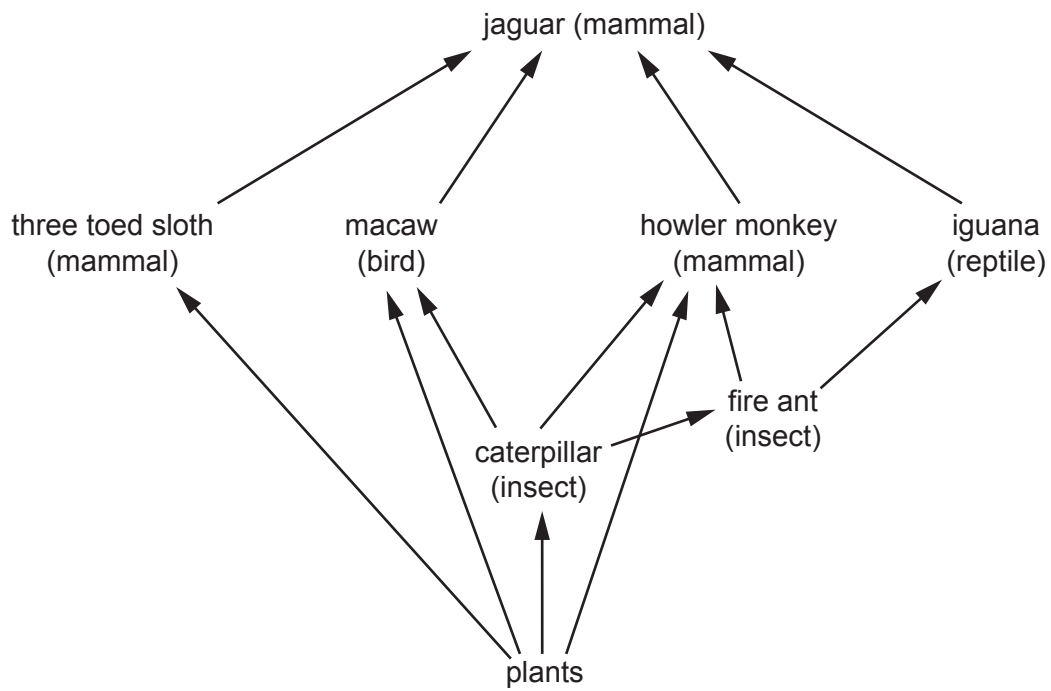 jaguar (mammal)
three toed sloth
(mammal)
macaw
(bird)
howler monkey
(mammal)
iguana
(reptile)
fire ant
(insect)
caterpillar
(insect)
plants